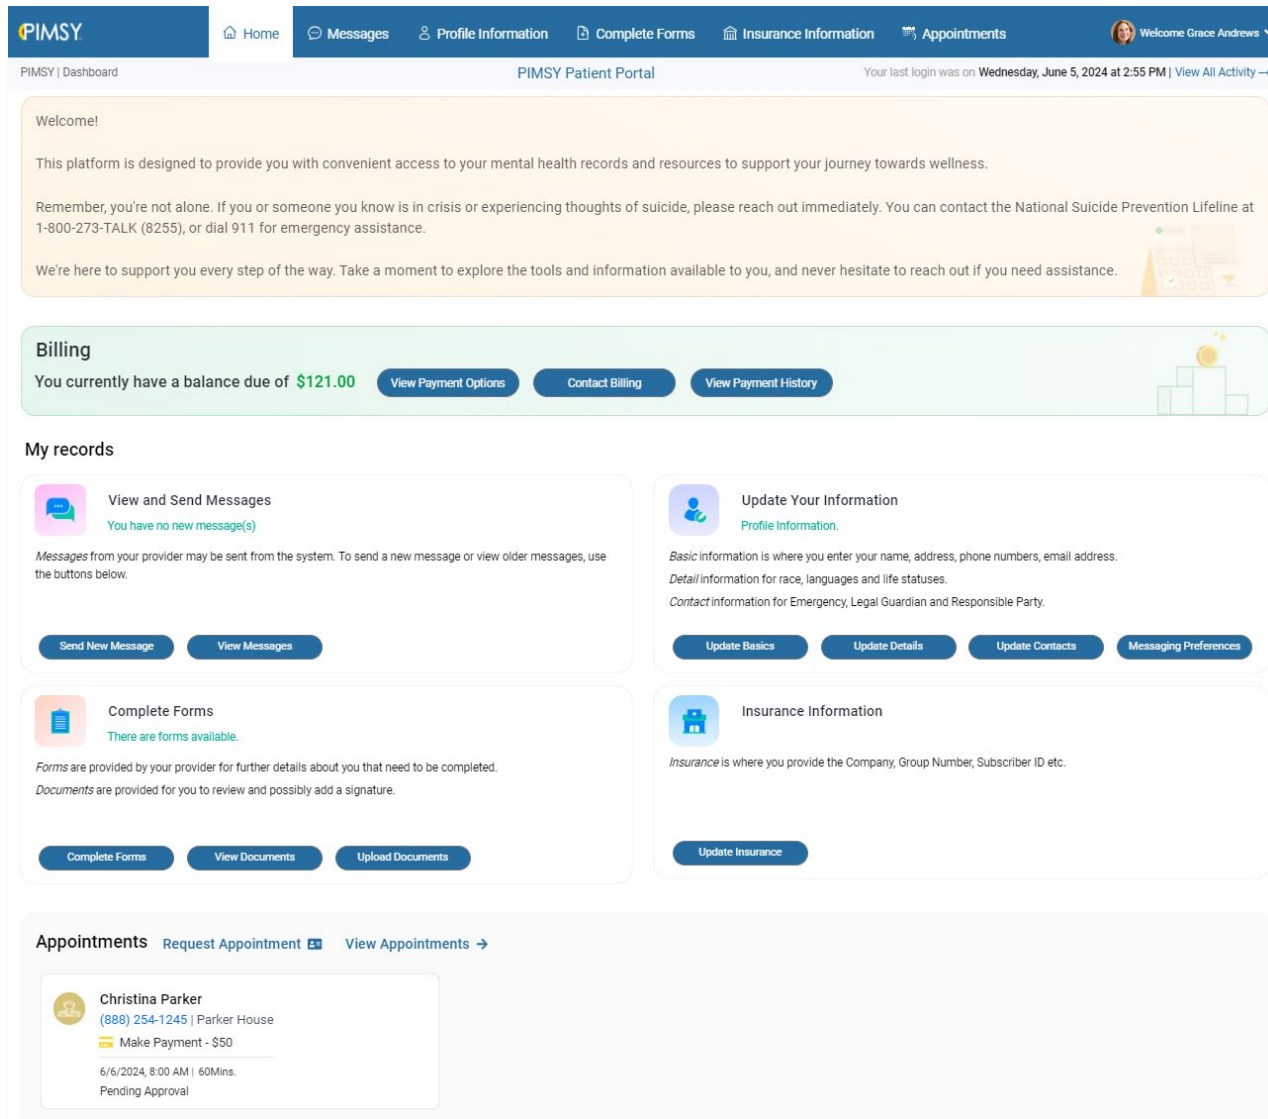 PIMSY
Home
Messages
Profile Information
Complete Forms
Insurance Information
Appointments
Welcome Grace Andrews
PIMSY | Dashboard
PIMSY Patient Portal
Your last login was on Wednesday, June 5, 2024 at 2:55 PM | View All Activity
Welcome!
This platform is designed to provide you with convenient access to your mental health records and resources to support your journey towards wellness.
Remember, you're not alone. If you or someone you know is in crisis or experiencing thoughts of suicide, please reach out immediately. You can contact the National Suicide Prevention Lifeline at
1-800-273-TALK (8255), or dial 911 for emergency assistance.
We're here to support you every step of the way. Take a moment to explore the tools and information available to you, and never hesitate to reach out if you need assistance.
Billing
You currently have a balance due of $121.00
View Payment Options
Contact Billing
View Payment History
My records
View and Send Messages
You have no new message(s)
Messages from your provider may be sent from the system. To send a new message or view older messages, use
the buttons below.
Send New Message
View Messages
Update Your Information
Profile Information.
Basic information is where you enter your name, address, phone numbers, email address.
Detail information for race, languages and life statuses.
Contact information for Emergency, Legal Guardian and Responsible Party.
Update Basics
Update Details
Update Contacts
Messaging Preferences
Complete Forms
There are forms available.
Forms are provided by your provider for further details about you that need to be completed.
Documents are provided for you to review and possibly add a signature.
Complete Forms
View Documents
Upload Documents
Insurance Information
Insurance is where you provide the Company, Group Number, Subscriber ID etc.
Update Insurance
Appointments
Request Appointment
View Appointments →
Christina Parker
(888) 254-1245 | Parker House
Make Payment - $50
6/6/2024, 8:00 AM | 60Mins.
Pending Approval